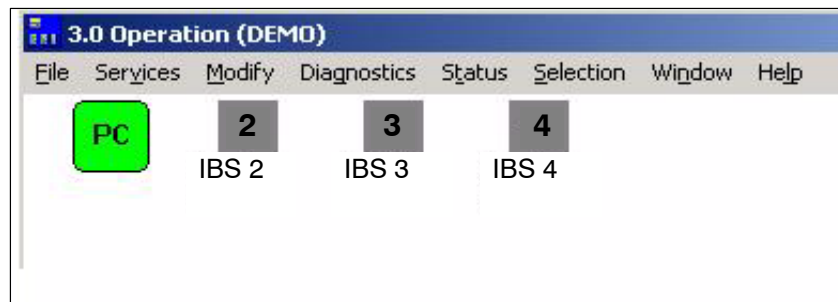 3.0 Operation (DEMO)
File Services Modify Diagnostics Status Selection Window Help
PC 2 3 4
IBS 2 IBS 3 IBS 4